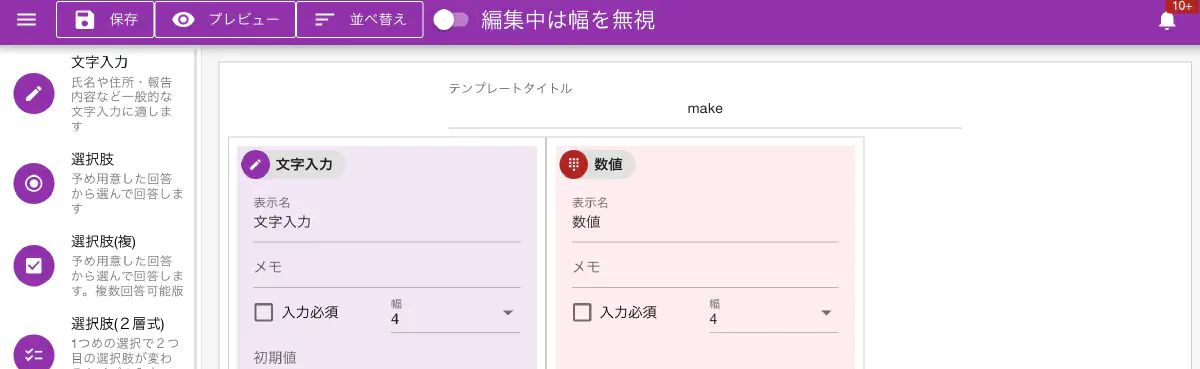 保存
プレビュー
並べ替え
編集中は幅を無視
10+
文字入力
氏名や住所・報告
内容など一般的な
文字入力に適しま
す
選択肢
予め用意した回答
から選んで回答しま
す
選択肢(複)
予め用意した回答
から選んで回答しま
す。複数回答可能版
選択肢(２層式)
1つめの選択で２つ
目の選択肢が変わ
テンプレートタイトル
make
文字入力
表示名
文字入力
メモ
入力必須
幅
4
初期値
数値
表示名
数値
メモ
入力必須
幅
4